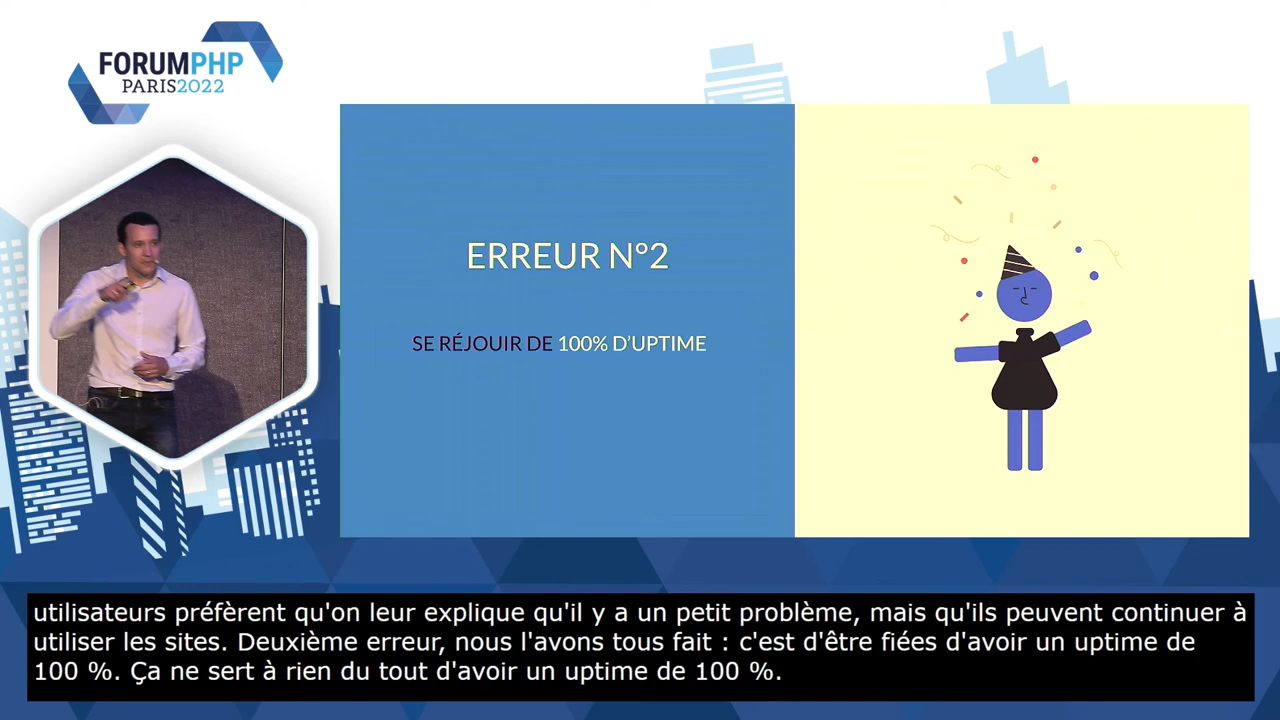 FORUMPHP
PARIS2022
ERREUR N°2
SE RÉJOUIR DE 100% D'UPTIME
utilisateurs préfèrent qu'on leur explique qu'il y a un petit problème, mais qu'ils peuvent continuer à
utiliser les sites. Deuxième erreur, nous l'avons tous fait : c'est d'être fiées d'avoir un uptime de
100 %. Ça ne sert à rien du tout d'avoir un uptime de 100 %.